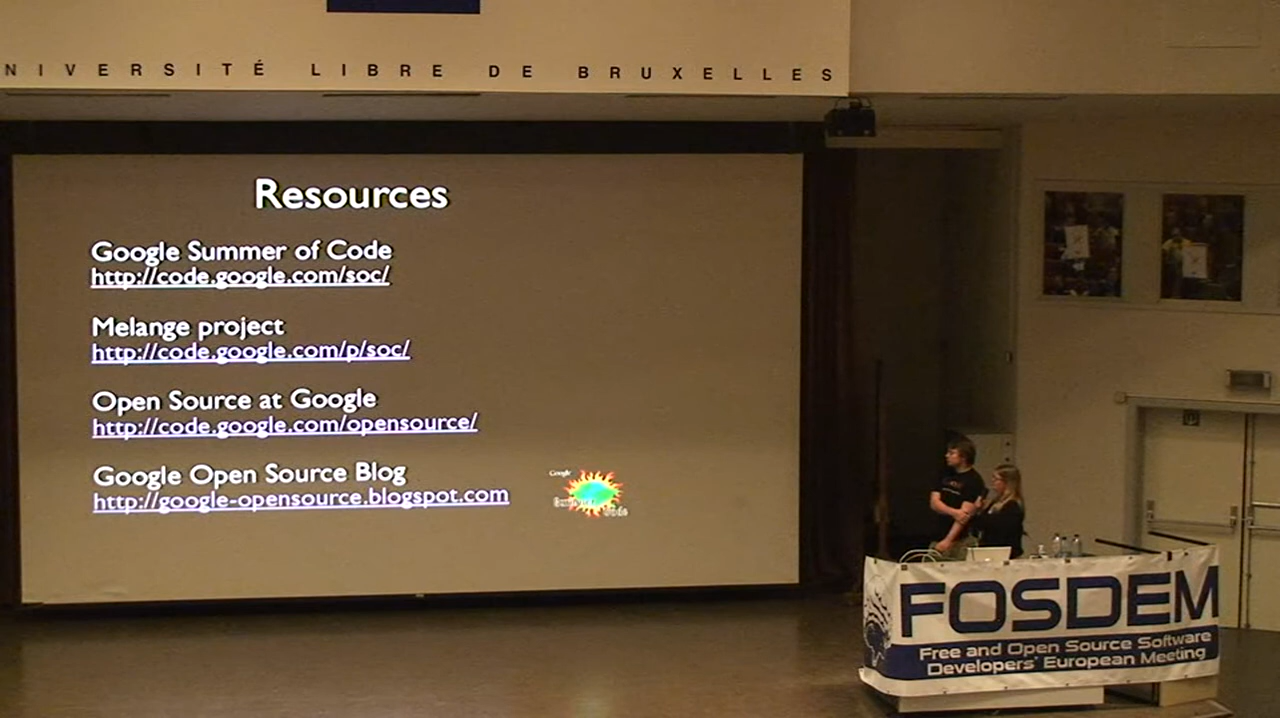 NIVERSITÉ LIBRE DE BRUXELLES
Resources
Google Summer of Code
http://code.google.com/soc/
Melange project
http://code.google.com/p/soc/
Open Source at Google
http://code.google.com/opensource/
Google Open Source Blog
http://google-opensource.blogspot.com
Google
Code
FOSDEM
Free and Open Source Software
Developers' European Meeting